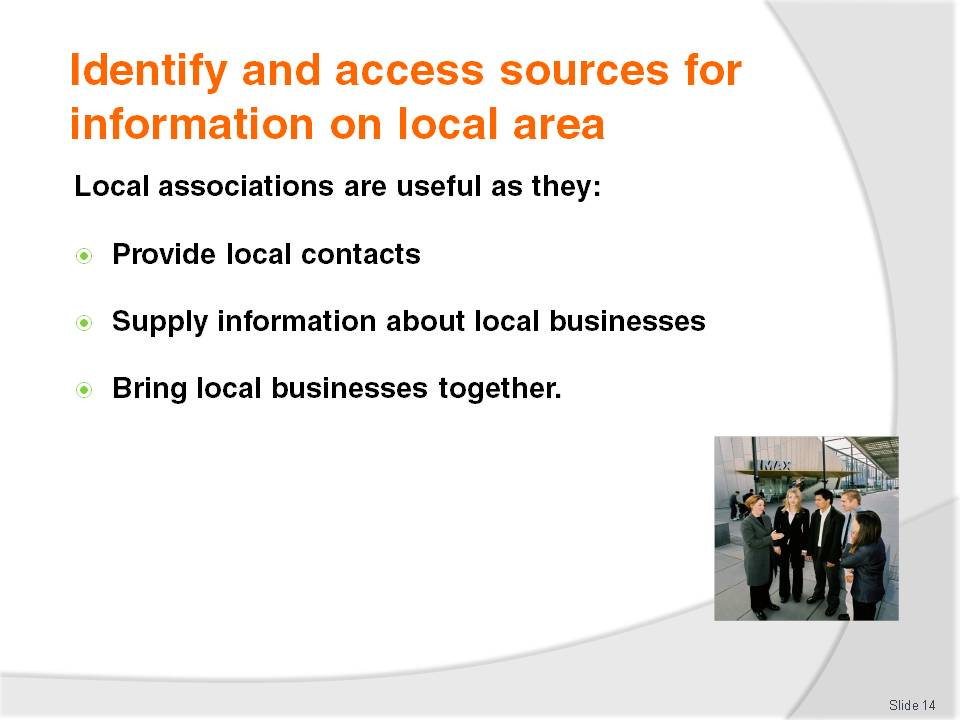 Identify and access sources for
information on local area
Local associations are useful as they:
Provide local contacts
Supply information about local businesses
Bring local businesses together.
IMAX
Slide 14